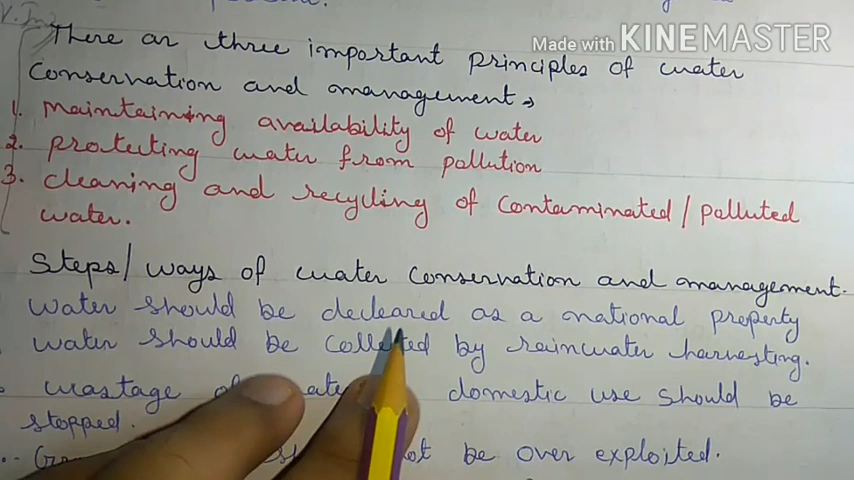 V. Im
Made with KINEMASTER
There ar three important principles of water
Conservation and management→
1. maintaining availability of water
2. protecting water from pollution
3. cleaning and recycling of contaminated/polluted
water.
Steps/ways of water conservation and management.
water should be decleared as a national property
water should be collected by rainwater harvesting.
wastage domestic use should be
stopped.
be over exploited.